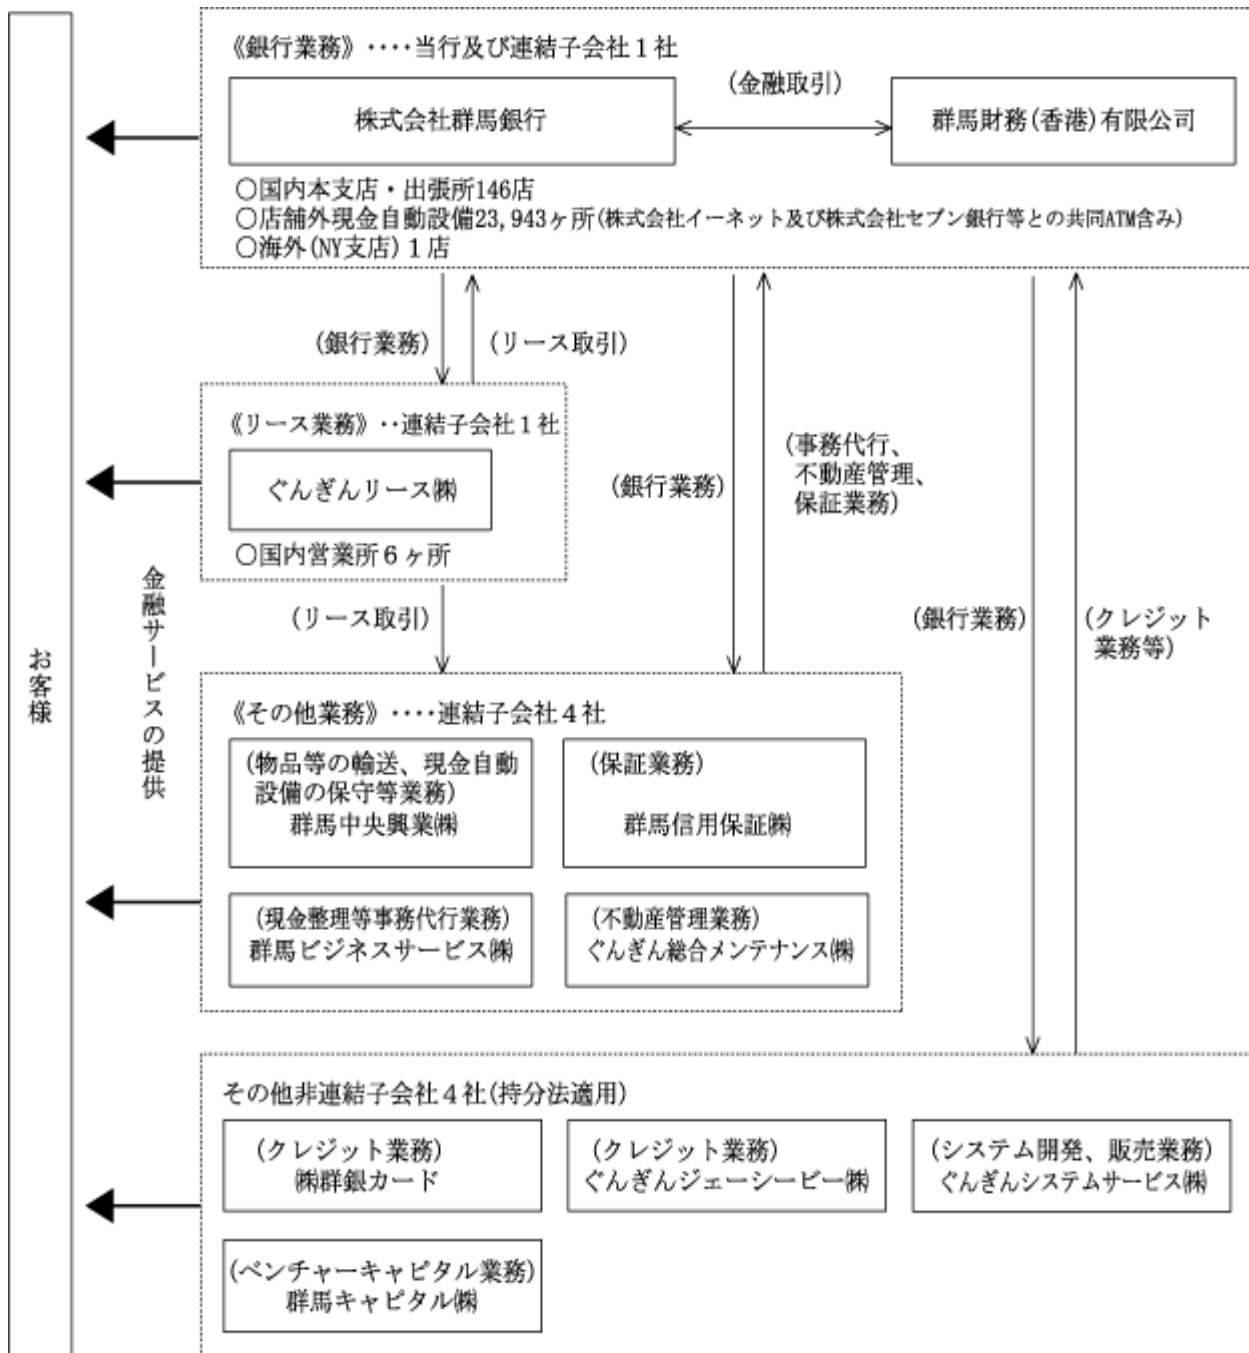 お客様
金融サービスの提供
《銀行業務》････当行及び連結子会社１社
株式会社群馬銀行
(金融取引)
群馬財務(香港)有限公司
○国内本支店・出張所146店
○店舗外現金自動設備23,943ヶ所(株式会社イーネット及び株式会社セブン銀行等との共同ATM含み)
○海外(NY支店)１店
(銀行業務)
(リース取引)
《リース業務》‥連結子会社１社
ぐんぎんリース㈱
○国内営業所６ヶ所
(リース取引)
(銀行業務)
(事務代行、
不動産管理、
保証業務)
(銀行業務)
(クレジット
業務等)
《その他業務》････連結子会社４社
(物品等の輸送、現金自動
設備の保守等業務)
群馬中央興業㈱
(保証業務)
群馬信用保証㈱
(現金整理等事務代行業務)
群馬ビジネスサービス㈱
(不動産管理業務)
ぐんぎん総合メンテナンス㈱
その他非連結子会社４社(持分法適用)
(クレジット業務)
㈱群銀カード
(クレジット業務)
ぐんぎんジェーシービー㈱
(システム開発、販売業務)
ぐんぎんシステムサービス㈱
(ベンチャーキャピタル業務)
群馬キャピタル㈱